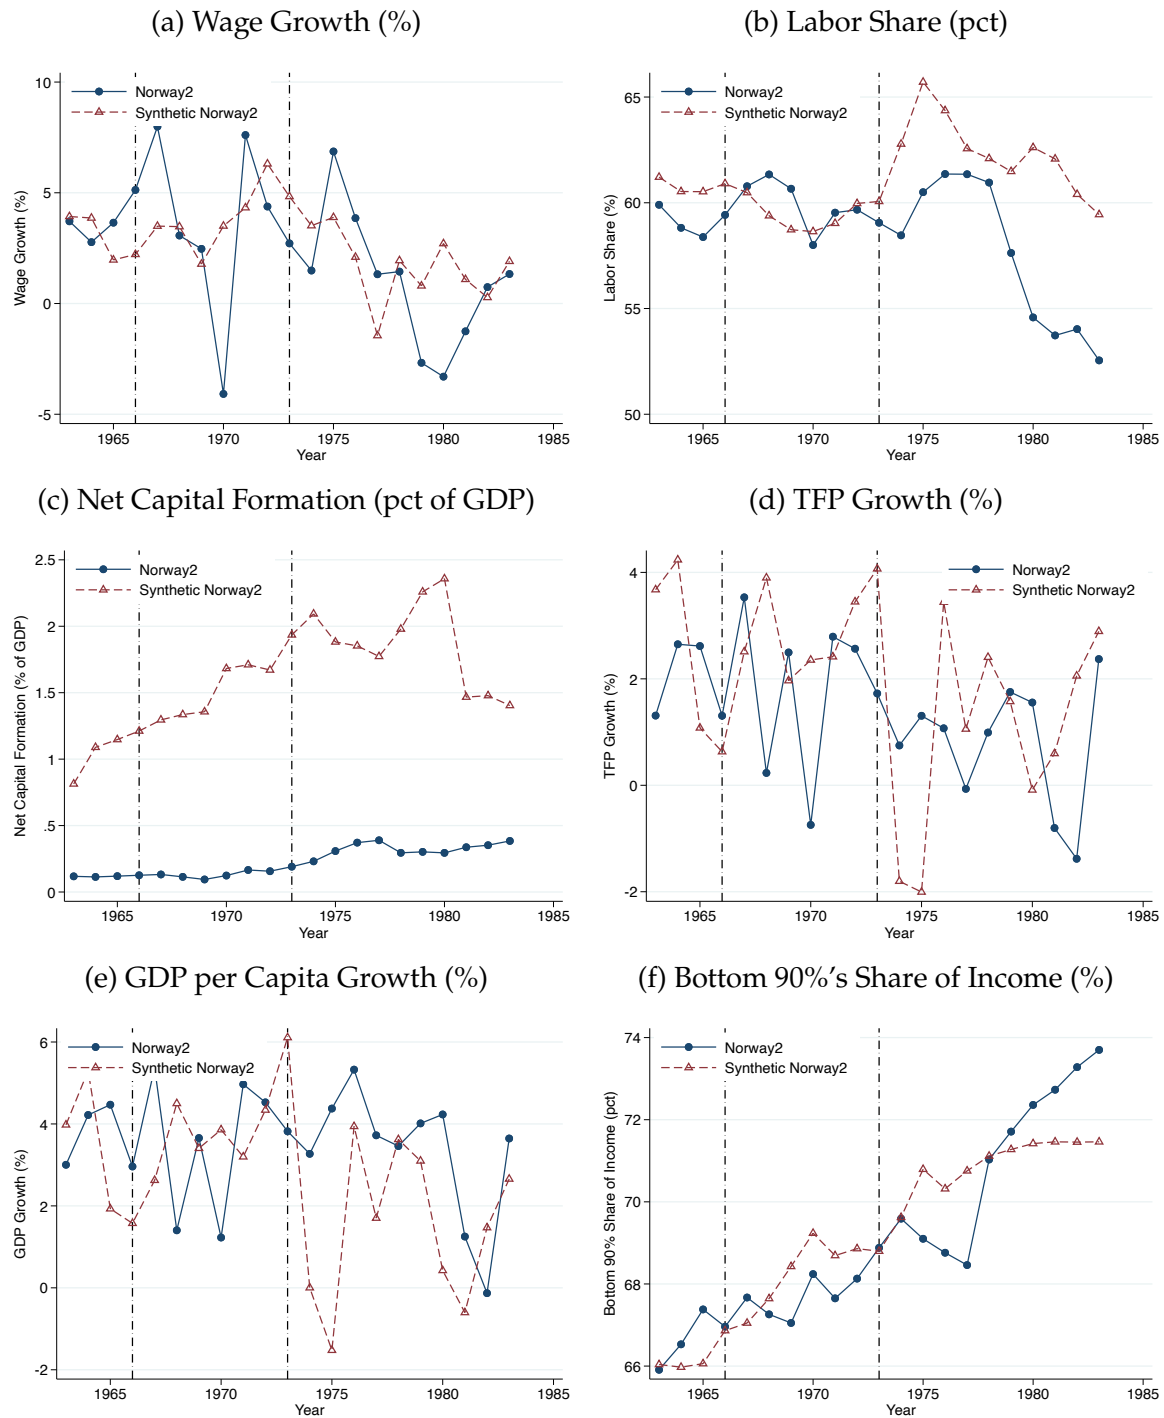 (a) Wage Growth (%)
Norway2
Synthetic Norway2
10
5
0
-5
Wage Growth (%)
1965 1970 1975 1980 1985
Year
(b) Labor Share (pct)
Norway2
Synthetic Norway2
65
60
55
50
Labor Share (%)
1965 1970 1975 1980 1985
Year
(c) Net Capital Formation (pct of GDP)
Norway2
Synthetic Norway2
2.5
2
1.5
1
.5
0
Net Capital Formation (% of GDP)
1965 1970 1975 1980 1985
Year
(d) TFP Growth (%)
Norway2
Synthetic Norway2
4
2
0
-2
TFP Growth (%)
1965 1970 1975 1980 1985
Year
(e) GDP per Capita Growth (%)
Norway2
Synthetic Norway2
6
4
2
0
-2
GDP Growth (%)
1965 1970 1975 1980 1985
Year
(f) Bottom 90%'s Share of Income (%)
Norway2
Synthetic Norway2
74
72
70
68
66
Bottom 90% Share of Income (pct)
1965 1970 1975 1980 1985
Year